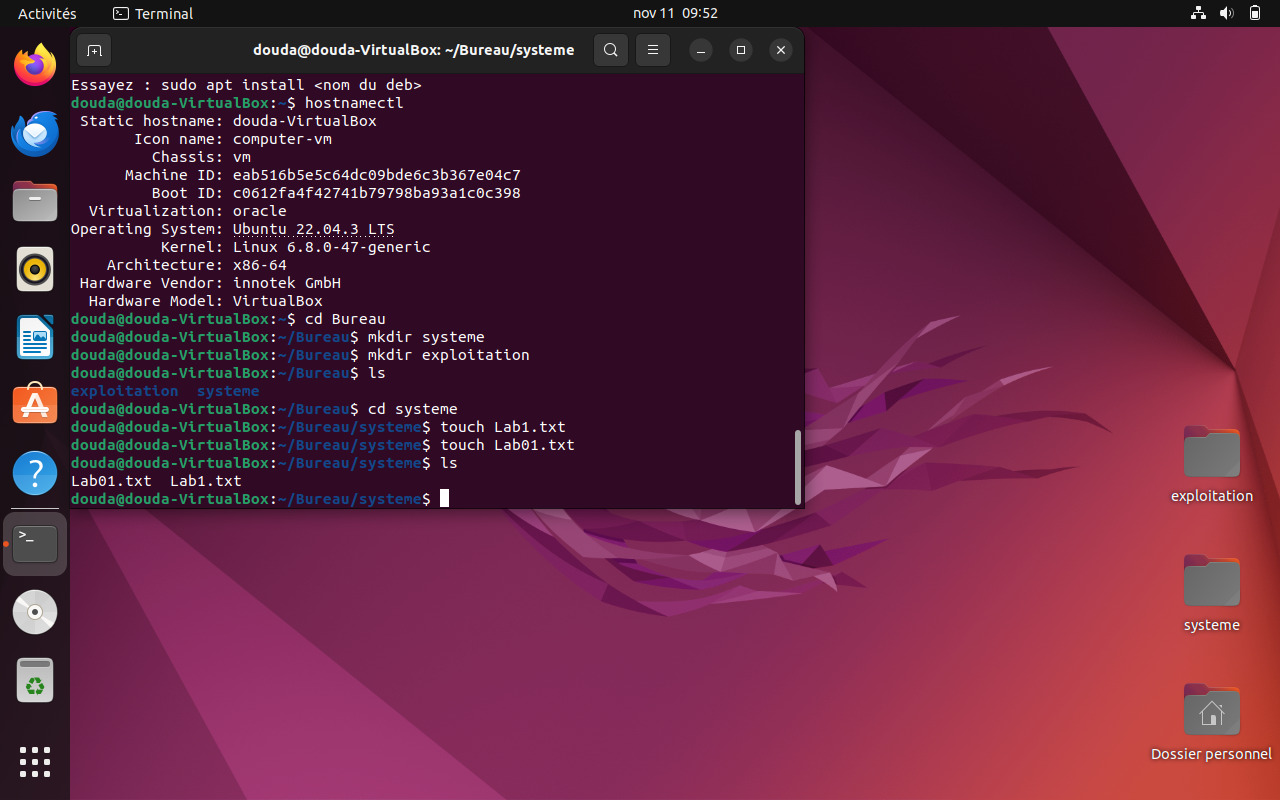 Activités Terminal nov 11 09:52
douda@douda-VirtualBox: ~/Bureau/systeme
Essayez : sudo apt install <nom du deb>
douda@douda-VirtualBox:~$ hostnamectl
Static hostname: douda-VirtualBox
Icon name: computer-vm
Chassis: vm
Machine ID: eab516b5e5c64dc09bde6c3b367e04c7
Boot ID: c0612fa4f42741b79798ba93a1c0c398
Virtualization: oracle
Operating System: Ubuntu 22.04.3 LTS
Kernel: Linux 6.8.0-47-generic
Architecture: x86-64
Hardware Vendor: innotek GmbH
Hardware Model: VirtualBox
douda@douda-VirtualBox:~$ cd Bureau
douda@douda-VirtualBox:~/Bureau$ mkdir systeme
douda@douda-VirtualBox:~/Bureau$ mkdir exploitation
douda@douda-VirtualBox:~/Bureau$ ls
exploitation systeme
douda@douda-VirtualBox:~/Bureau$ cd systeme
douda@douda-VirtualBox:~/Bureau/systeme$ touch Lab1.txt
douda@douda-VirtualBox:~/Bureau/systeme$ touch Lab01.txt
douda@douda-VirtualBox:~/Bureau/systeme$ ls
Lab01.txt Lab1.txt
douda@douda-VirtualBox:~/Bureau/systeme$
exploitation
systeme
Dossier personnel